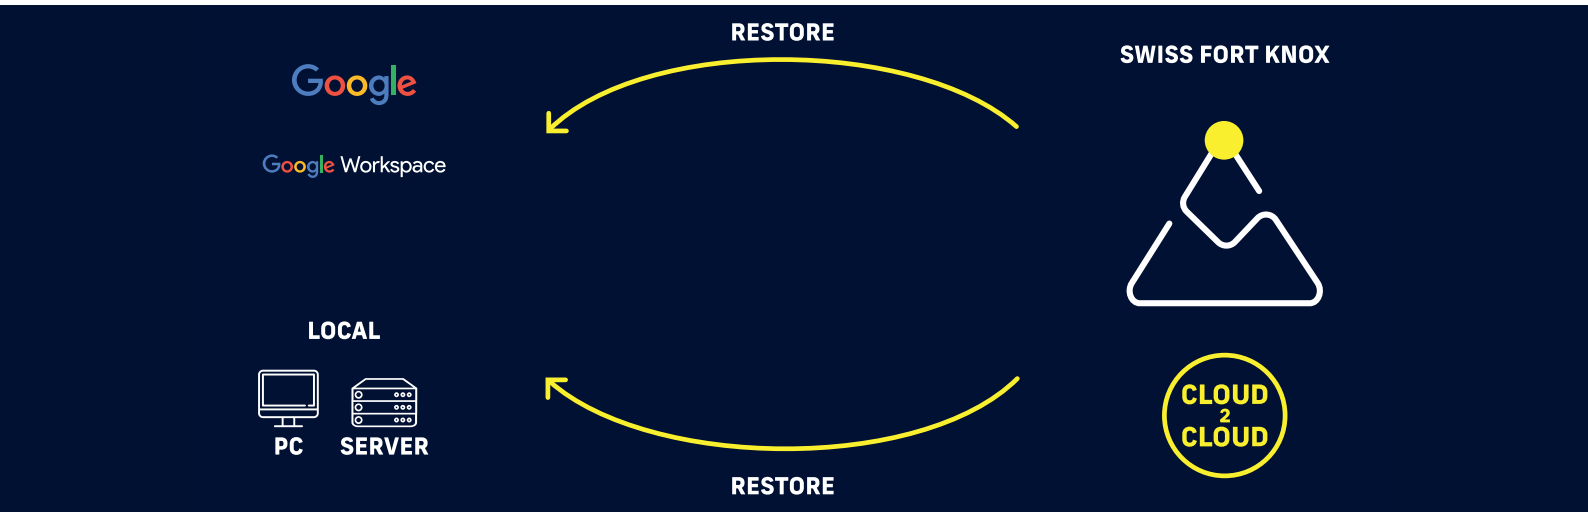 RESTORE
SWISS FORT KNOX
Google
Google Workspace
LOCAL
PC
SERVER
CLOUD
2
CLOUD
RESTORE